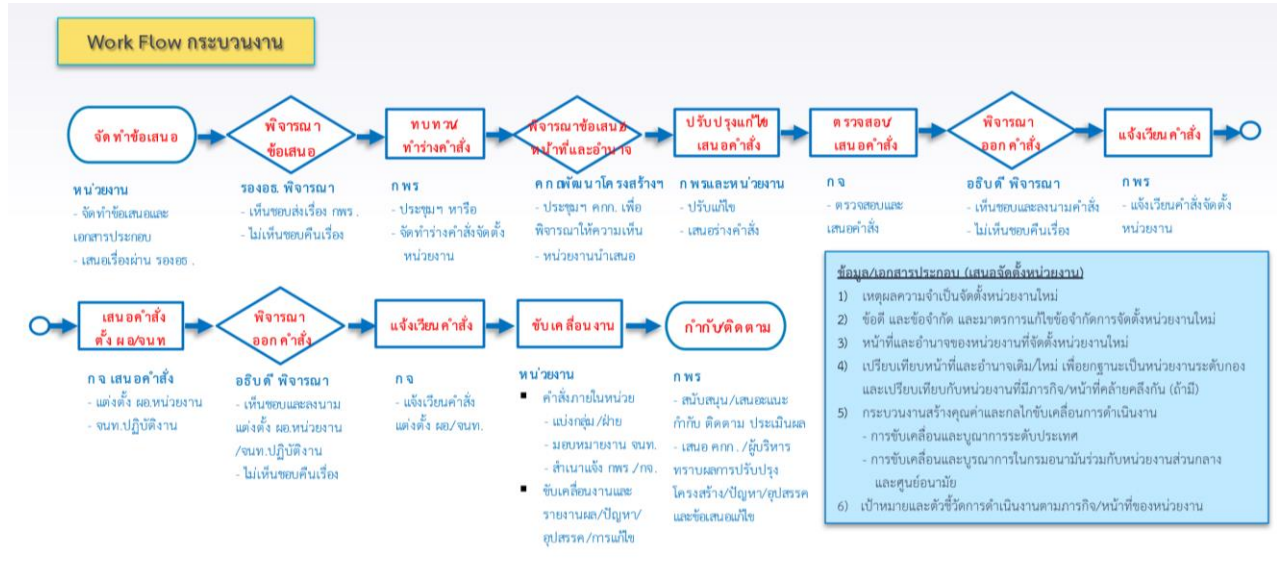 Work Flow กระบวนงาน
จัดทำข้อเสนอ
พิจารณา
ข้อเสนอ
ทบทวน
ทำร่างคำสั่ง
พิจารณาข้อเสนอ
หน้าที่และอำนาจ
ปรับปรุงแก้ไข
เสนอคำสั่ง
ตรวจสอบ
เสนอคำสั่ง
พิจารณา
ออกคำสั่ง
แจ้งเวียนคำสั่ง
หน่วยงาน
- จัดทำข้อเสนอและ
เอกสารประกอบ
- เสนอเรื่องผ่าน รองอธ.
รองอธ. พิจารณา
- เห็นชอบส่งเรื่อง กพร.
- ไม่เห็นชอบคืนเรื่อง
กพร
- ประชุมฯ หารือ
- จัดทำร่างคำสั่งจัดตั้ง
หน่วยงาน
คกก.พัฒนาโครงสร้างฯ
- ประชุมฯ คกก. เพื่อ
พิจารณาให้ความเห็น
- หน่วยงานนำเสนอ
กพรและหน่วยงาน
- ปรับแก้ไข
- เสนอร่างคำสั่ง
กจ
- ตรวจสอบและ
เสนอคำสั่ง
อธิบดี พิจารณา
- เห็นชอบและลงนามคำสั่ง
- ไม่เห็นชอบคืนเรื่อง
กพร
- แจ้งเวียนคำสั่งจัดตั้ง
หน่วยงาน
เสนอคำสั่ง
ตั้ง ผอ/จนท
พิจารณา
ออกคำสั่ง
แจ้งเวียนคำสั่ง
ขับเคลื่อนงาน
กำกับ/ติดตาม
กจ เสนอคำสั่ง
- แต่งตั้ง ผอ.หน่วยงาน
- จนท.ปฏิบัติงาน
อธิบดี พิจารณา
- เห็นชอบและลงนาม
แต่งตั้ง ผอ.หน่วยงาน
/จนท.ปฏิบัติงาน
- ไม่เห็นชอบคืนเรื่อง
กจ
- แจ้งเวียนคำสั่ง
แต่งตั้ง ผอ/จนท.
หน่วยงาน
▪ คำสั่งภายในหน่วย
- แบ่งกลุ่ม/ฝ่าย
- มอบหมายงาน จนท.
- สำเนาแจ้ง กพร./กจ.
▪ ขับเคลื่อนงานและ
รายงานผล/ปัญหา/
อุปสรรค/การแก้ไข
กพร
- สนับสนุน/เสนอะแนะ
กำกับ ติดตาม ประเมินผล
- เสนอ คกก./ผู้บริหาร
ทราบผลการปรับปรุง
โครงสร้าง/ปัญหา/อุปสรรค
และข้อเสนอแก้ไข
ข้อมูล/เอกสารประกอบ (เสนอจัดตั้งหน่วยงาน)
1) เหตุผลความจำเป็นจัดตั้งหน่วยงานใหม่
2) ข้อดี และข้อจำกัด และมาตรการแก้ไขข้อจำกัดการจัดตั้งหน่วยงานใหม่
3) หน้าที่และอำนาจของหน่วยงานที่จัดตั้งหน่วยงานใหม่
4) เปรียบเทียบหน้าที่และอำนาจเดิม/ใหม่ เพื่อยกฐานะเป็นหน่วยงานระดับกอง
และเปรียบเทียบกับหน่วยงานที่มีภารกิจ/หน้าที่คล้ายคลึงกัน (ถ้ามี)
5) กระบวนงานสร้างคุณค่าและกลไกขับเคลื่อนการดำเนินงาน
- การขับเคลื่อนและบูณาการระดับประเทศ
- การขับเคลื่อนและบูรณาการในกรมอนามัยร่วมกับหน่วยงานส่วนกลาง
และศูนย์อนามัย
6) เป้าหมายและตัวชี้วัดการดำเนินงานตามภารกิจ/หน้าที่ของหน่วยงาน